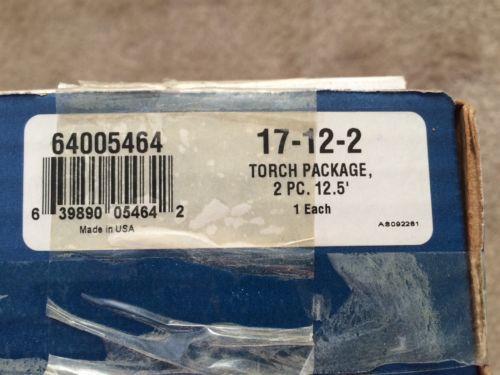 64005464
6 39890 05464 2
Made in USA
17-12-2
TORCH PACKAGE,
2 PC. 12.5'
1 Each
AS092261